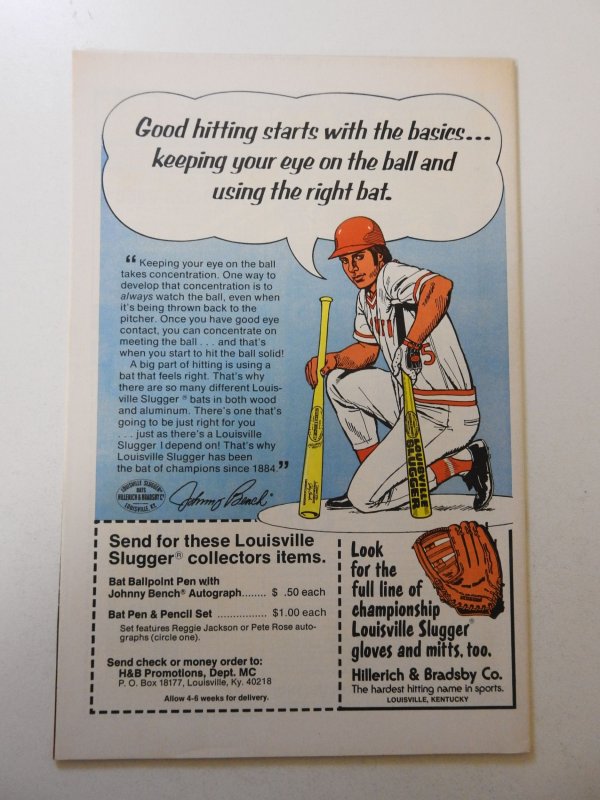 Good hitting starts with the basics...
keeping your eye on the ball and
using the right bat.
“ Keeping your eye on the ball
takes concentration. One way to
develop that concentration is to
always watch the ball, even when
it's being thrown back to the
pitcher. Once you have good eye
contact, you can concentrate on
meeting the ball . . . and that's
when you start to hit the ball solid!
A big part of hitting is using a
bat that feels right. That's why
there are so many different Louis-
ville Slugger ® bats in both wood
and aluminum. There's one that's
going to be just right for you
. . . just as there's a Louisville
Slugger I depend on! That's why
Louisville Slugger has been
the bat of champions since 1884.”
LOUISVILLE SLUGGER
BATS
HILLERICH & BRADSBY Co
LOUISVILLE, KY.
Johnny Bench
5
LOUISVILLE
SLUGGER
Send for these Louisville
Slugger® collectors items.
Bat Ballpoint Pen with
Johnny Bench® Autograph........ $ .50 each
Bat Pen & Pencil Set ................ $1.00 each
Set features Reggie Jackson or Pete Rose auto-
graphs (circle one).
Send check or money order to:
H&B Promotions, Dept. MC
P. O. Box 18177, Louisville, Ky. 40218
Allow 4-6 weeks for delivery.
Look
for the
full line of
championship
Louisville Slugger®
gloves and mitts, too.
Hillerich & Bradsby Co.
The hardest hitting name in sports.
LOUISVILLE, KENTUCKY